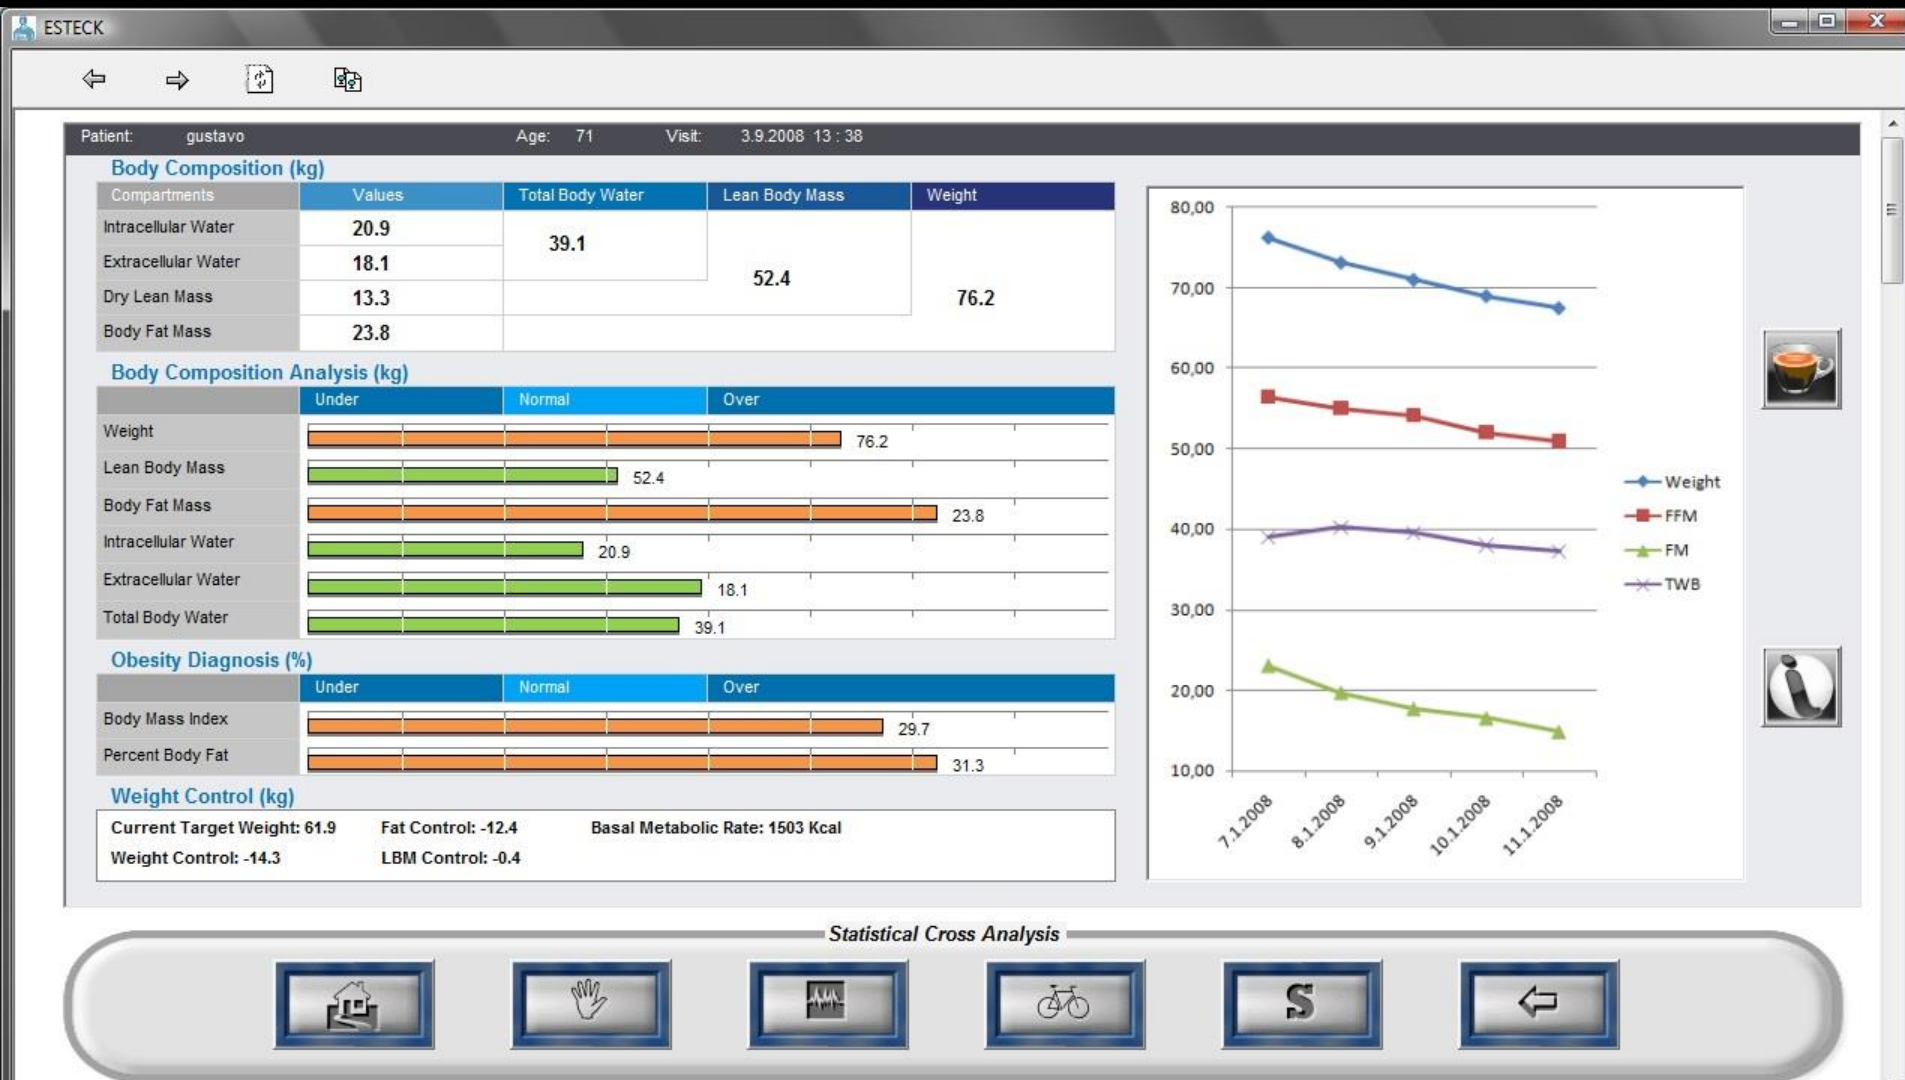 ESTECK
Patient: gustavo Age: 71 Visit: 3.9.2008 13 : 38
Body Composition (kg)
Compartments Values Total Body Water Lean Body Mass Weight
Intracellular Water 20.9
39.1
Extracellular Water 18.1
52.4
Dry Lean Mass 13.3 76.2
Body Fat Mass 23.8
Body Composition Analysis (kg)
Under Normal Over
Weight 76.2
Lean Body Mass 52.4
Body Fat Mass 23.8
Intracellular Water 20.9
Extracellular Water 18.1
Total Body Water 39.1
Obesity Diagnosis (%)
Under Normal Over
Body Mass Index 29.7
Percent Body Fat 31.3
Weight Control (kg)
Current Target Weight: 61.9 Fat Control: -12.4 Basal Metabolic Rate: 1503 Kcal
Weight Control: -14.3 LBM Control: -0.4
80,00
70,00
60,00
50,00
40,00
30,00
20,00
10,00
7.1.2008 8.1.2008 9.1.2008 10.1.2008 11.1.2008
Weight
FFM
FM
TWB
Statistical Cross Analysis
S